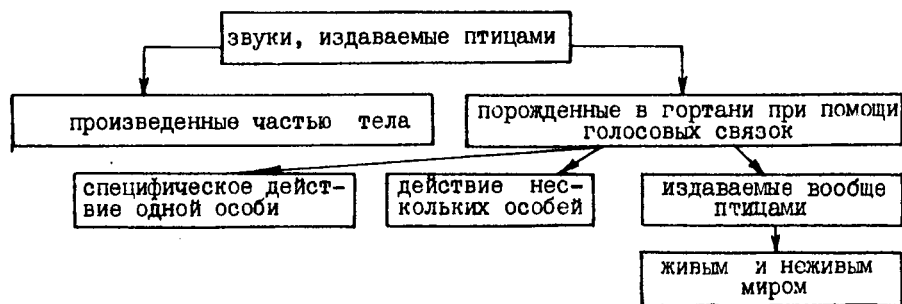 звуки, издаваемые птицами
произведенные частью тела
порожденные в гортани при помощи
голосовых связок
специфическое дейст-
вие одной особи
действие нес-
кольких особей
издаваемые вообще
птицами
живым и неживым
миром